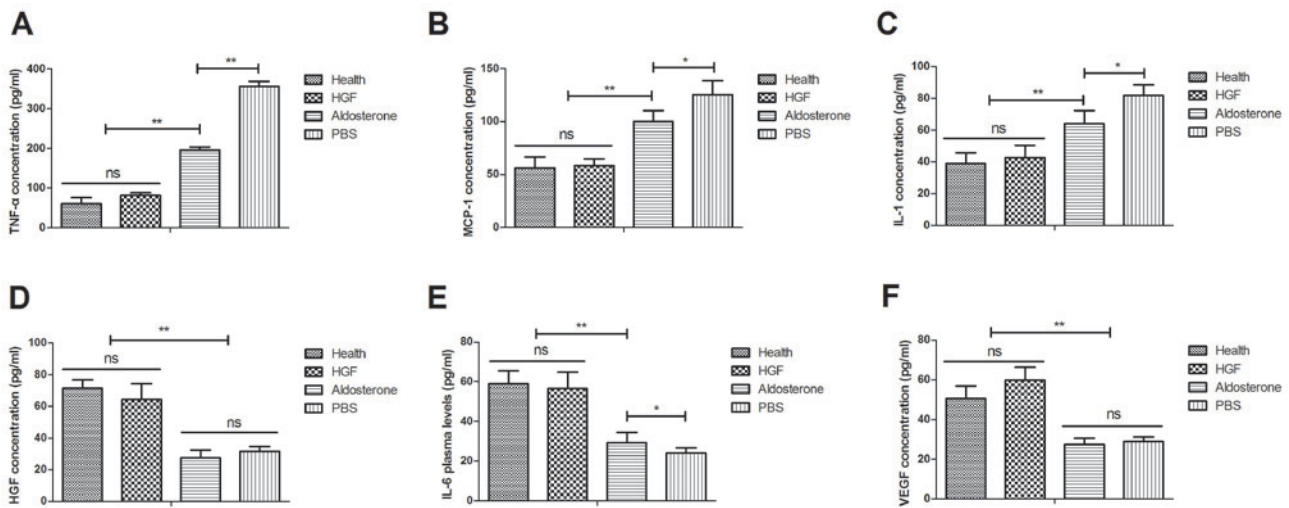 A
TNF-α concentration (pg/ml)
400
300
200
100
0
ns
**
**
Health
HGF
Aldosterone
PBS
B
MCP-1 concentration (pg/ml)
150
100
50
0
ns
**
*
Health
HGF
Aldosterone
PBS
C
IL-1 concentration (pg/ml)
100
80
60
40
20
0
ns
**
*
Health
HGF
Aldosterone
PBS
D
HGF concentration (pg/ml)
100
80
60
40
20
0
ns
**
ns
Health
HGF
Aldosterone
PBS
E
IL-6 plasma levels (pg/ml)
80
60
40
20
0
ns
**
*
Health
HGF
Aldosterone
PBS
F
VEGF concentration (pg/ml)
80
60
40
20
0
ns
**
ns
Health
HGF
Aldosterone
PBS